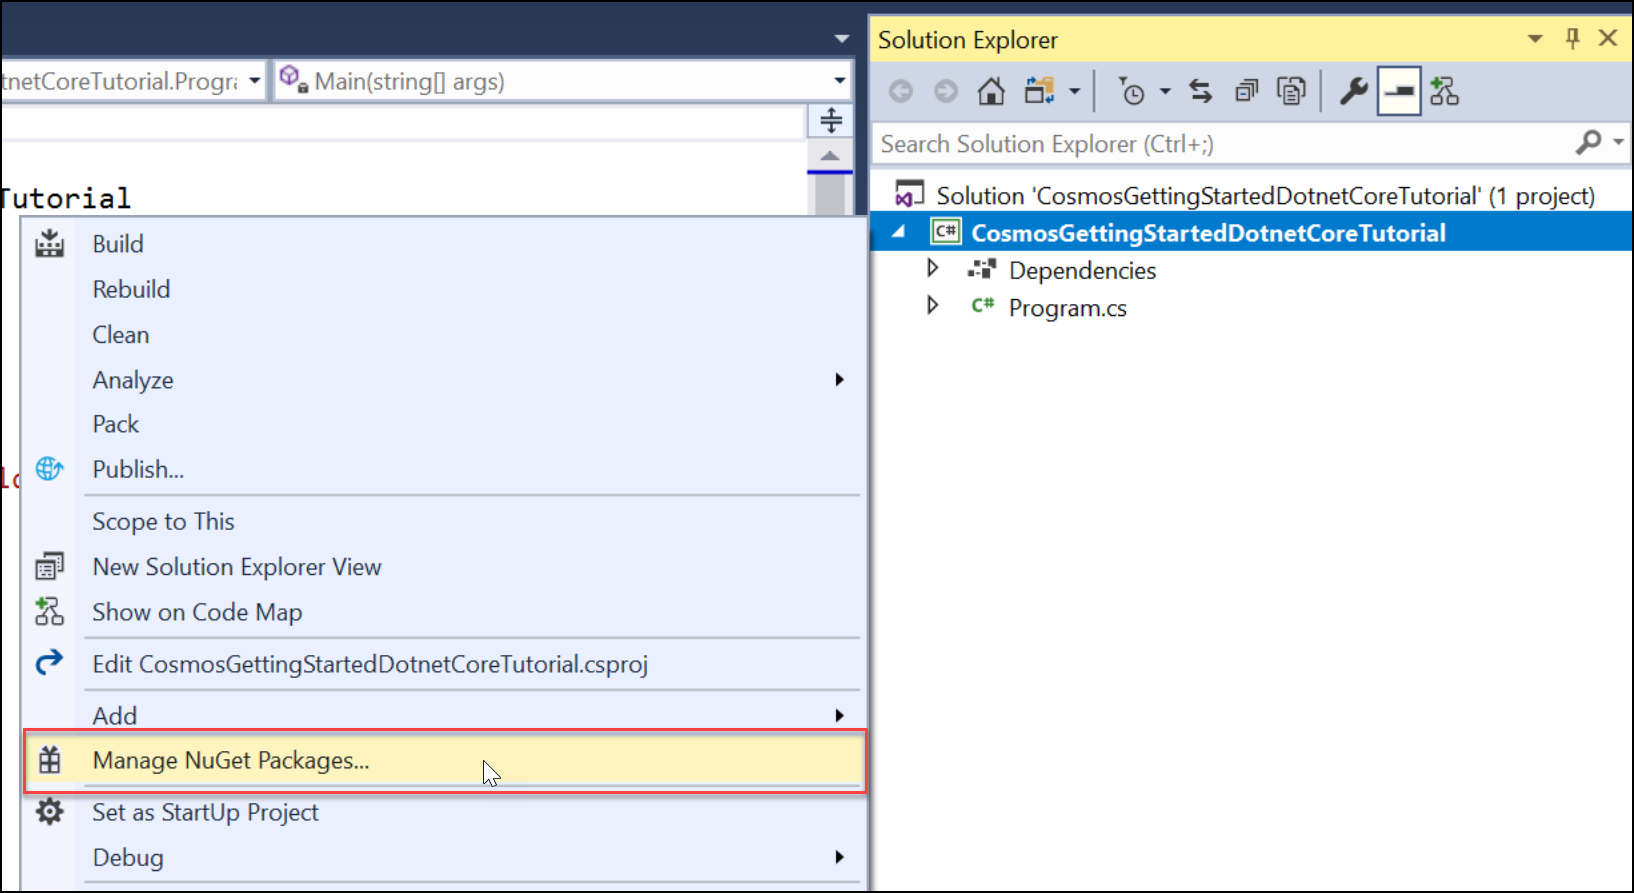 Solution Explorer
tnetCoreTutorial.Progra
Main(string[] args)
Search Solution Explorer (Ctrl+;)
Tutorial
Solution 'CosmosGettingStartedDotnetCoreTutorial' (1 project)
C# CosmosGettingStartedDotnetCoreTutorial
Dependencies
C# Program.cs
Build
Rebuild
Clean
Analyze
Pack
Publish...
Scope to This
New Solution Explorer View
Show on Code Map
Edit CosmosGettingStartedDotnetCoreTutorial.csproj
Add
Manage NuGet Packages...
Set as StartUp Project
Debug